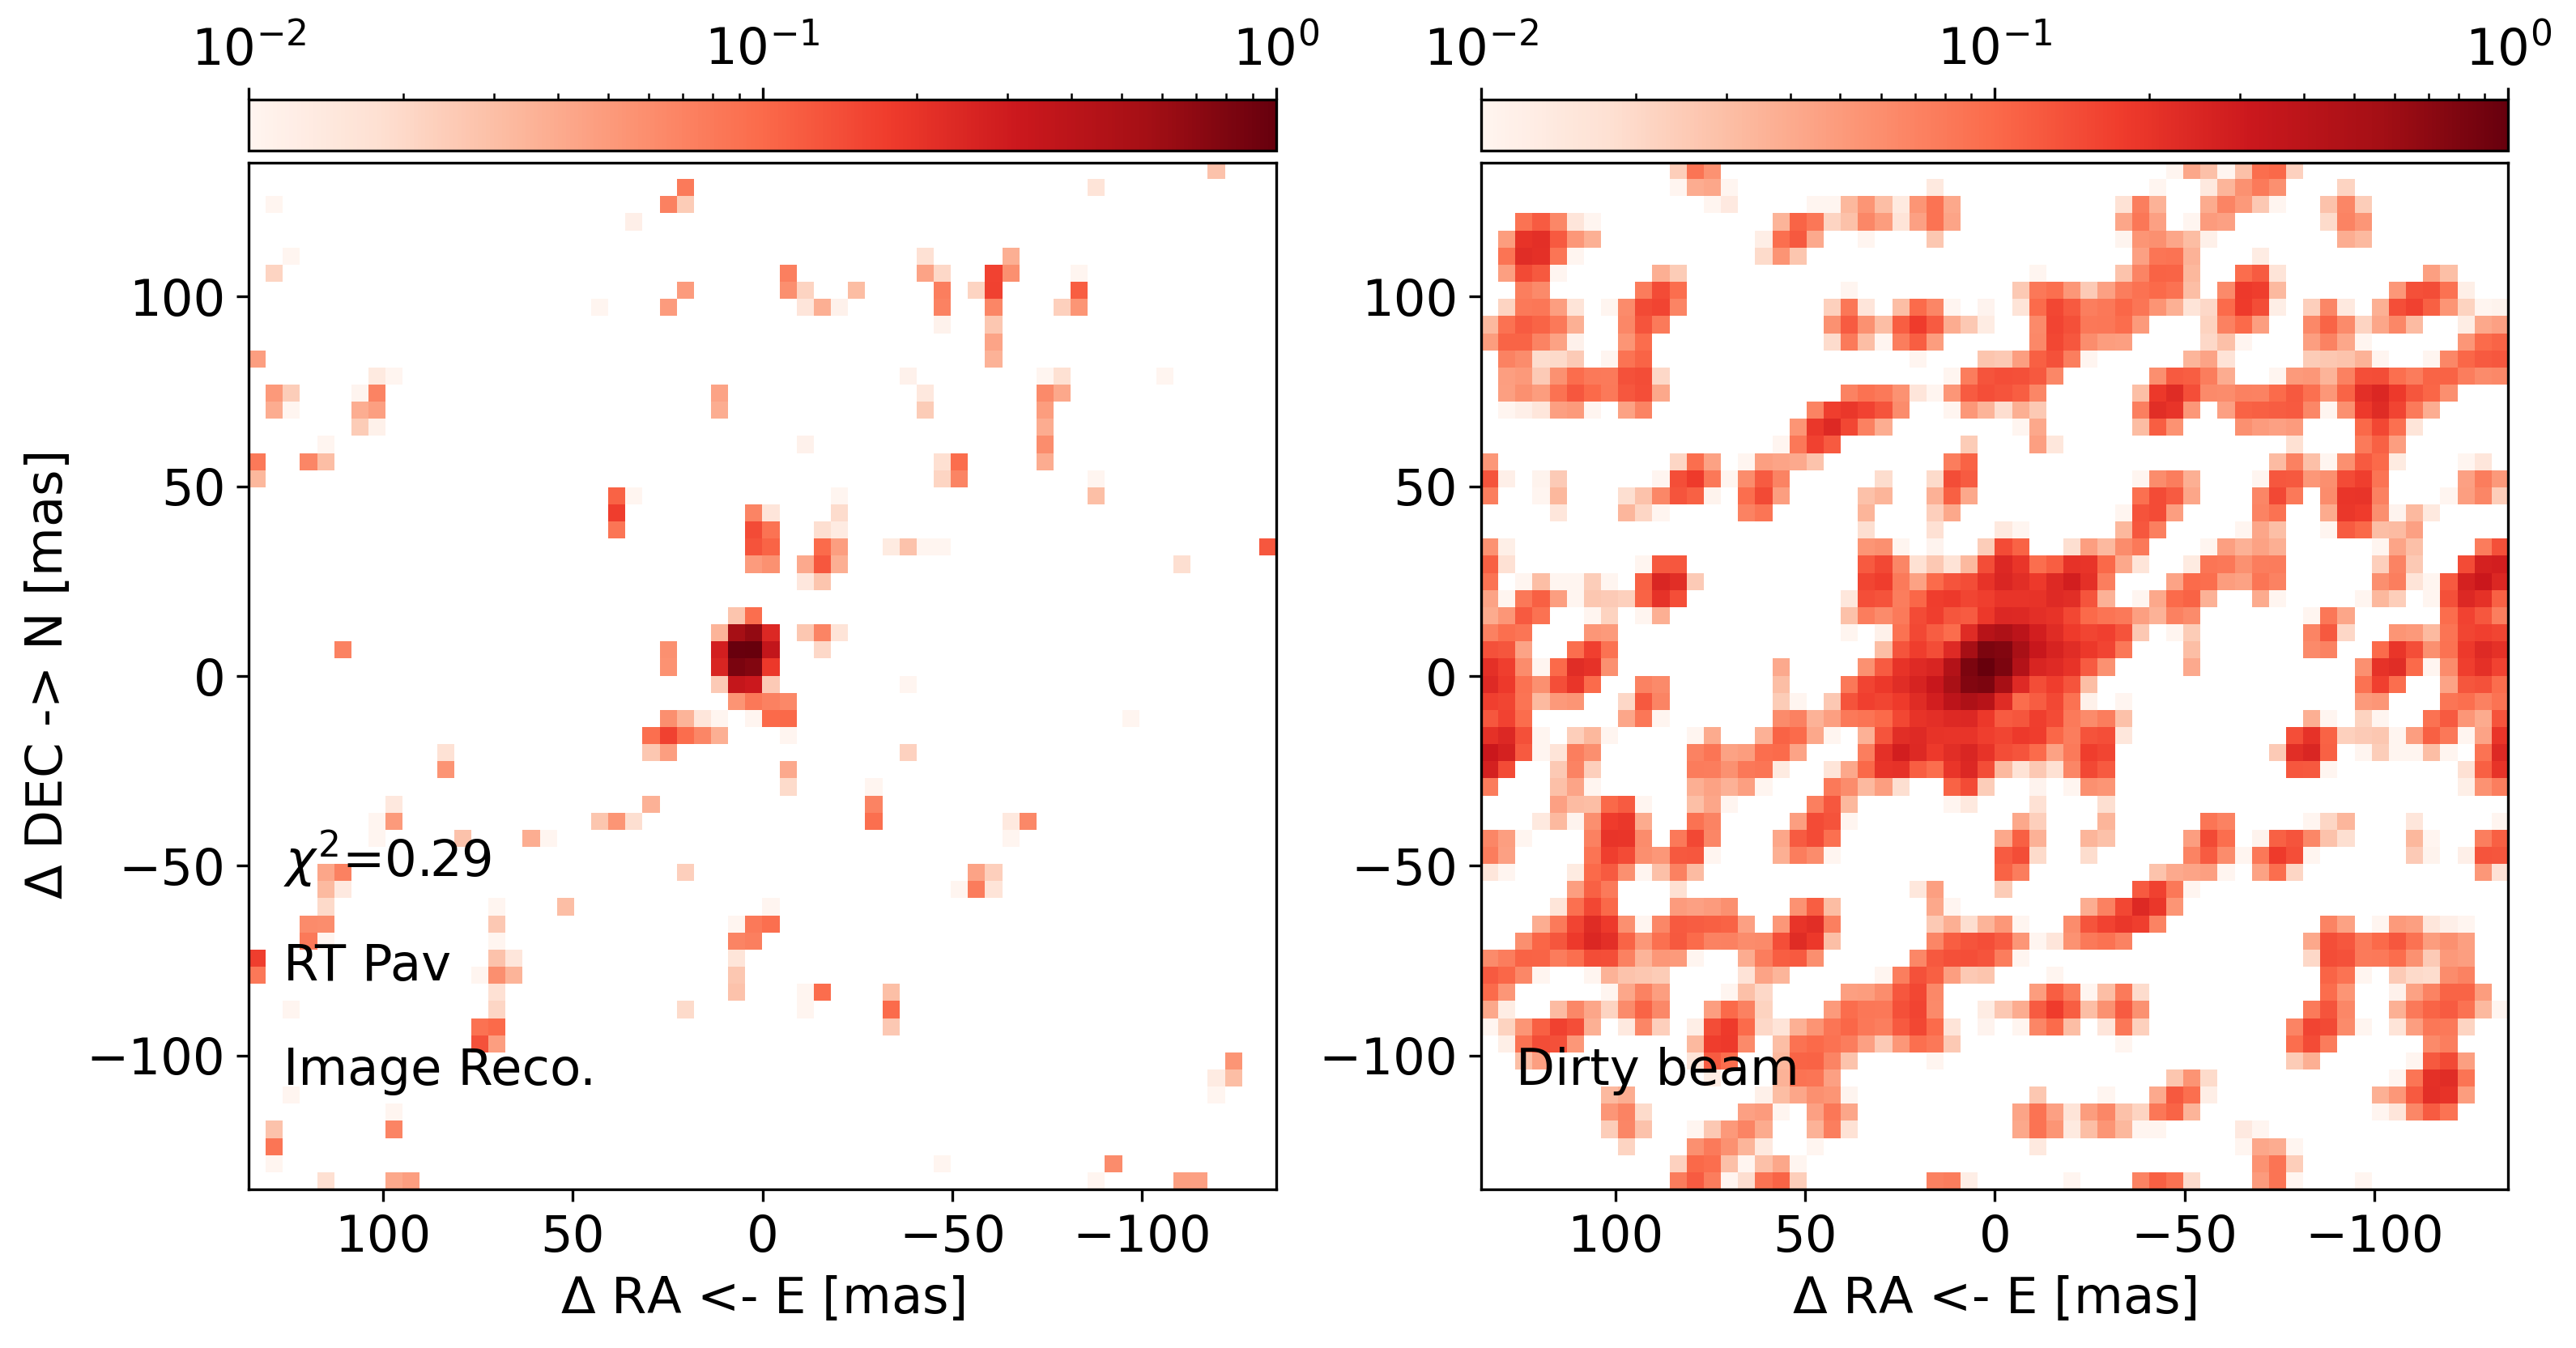 10⁻² 10⁻¹ 10⁰ 10⁻² 10⁻¹ 10⁰
100
50
0
−50
−100
Δ DEC -> N [mas]
χ²=0.29
RT Pav
Image Reco.
100 50 0 −50 −100
Δ RA <- E [mas]
100
50
0
−50
−100
Dirty beam
100 50 0 −50 −100
Δ RA <- E [mas]